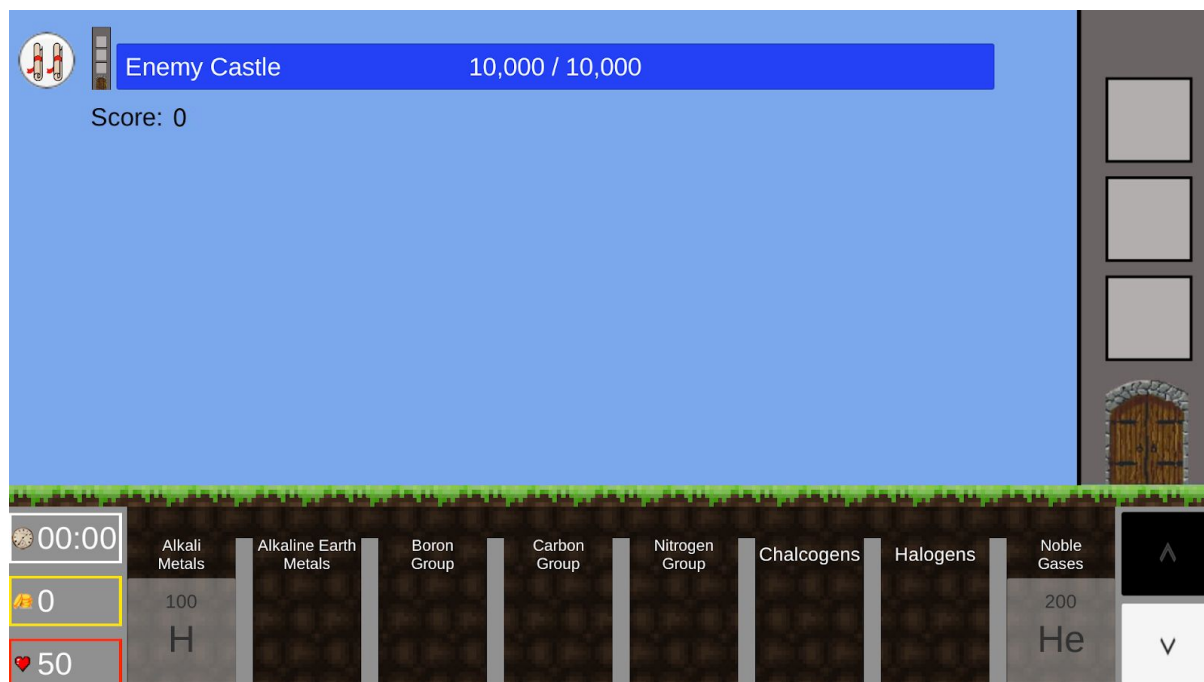 Enemy Castle 10,000 / 10,000
Score: 0
00:00
0
50
Alkali
Metals
100
H
Alkaline Earth
Metals
Boron
Group
Carbon
Group
Nitrogen
Group
Chalcogens
Halogens
Noble
Gases
200
He